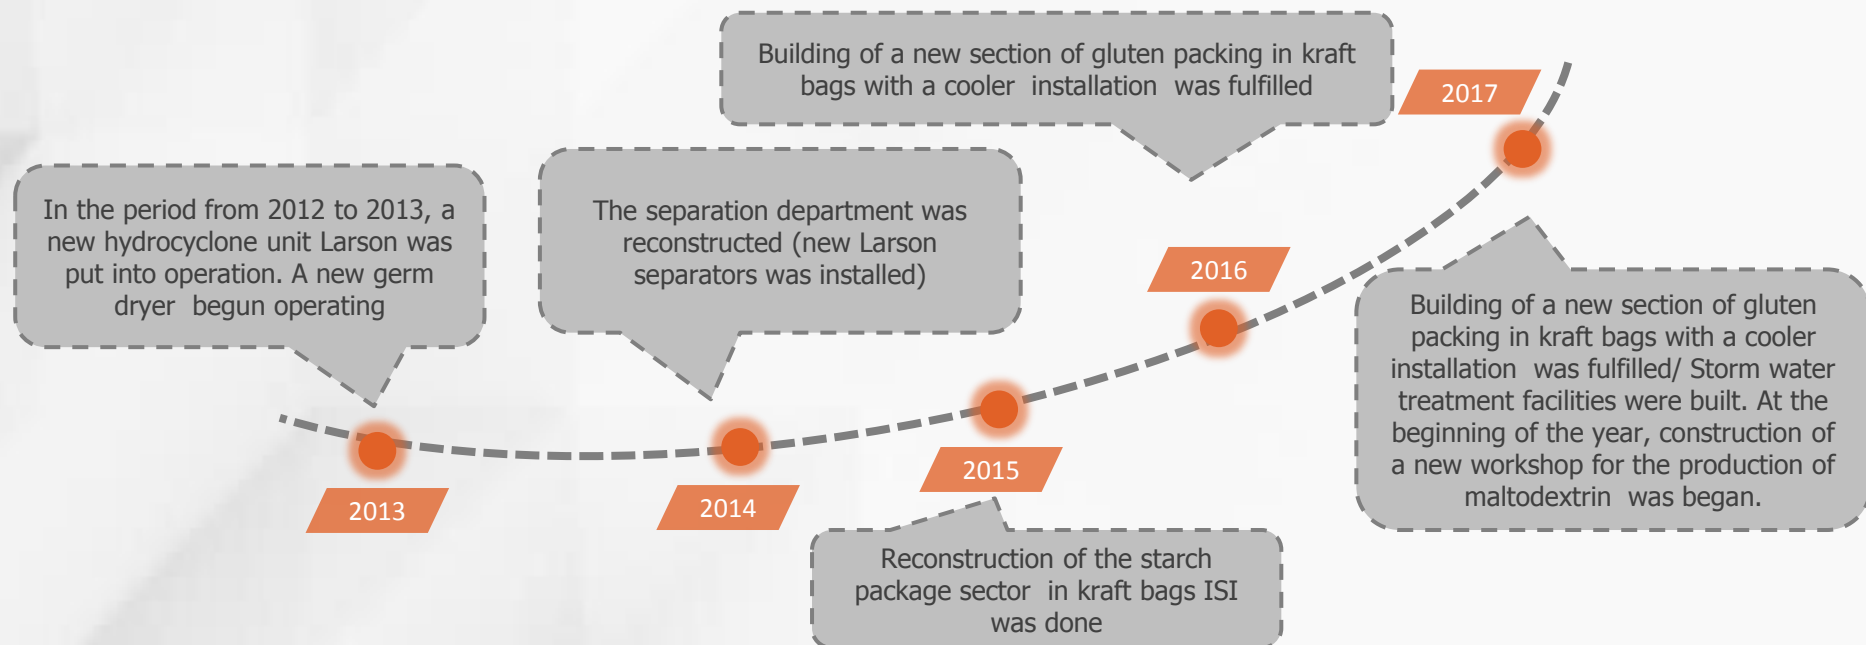 In the period from 2012 to 2013, a
new hydrocyclone unit Larson was
put into operation. A new germ
dryer begun operating
2013
The separation department was
reconstructed (new Larson
separators was installed)
2014
2015
Reconstruction of the starch
package sector in kraft bags ISI
was done
Building of a new section of gluten packing in kraft
bags with a cooler installation was fulfilled
2016
2017
Building of a new section of gluten
packing in kraft bags with a cooler
installation was fulfilled/ Storm water
treatment facilities were built. At the
beginning of the year, construction of
a new workshop for the production of
maltodextrin was began.